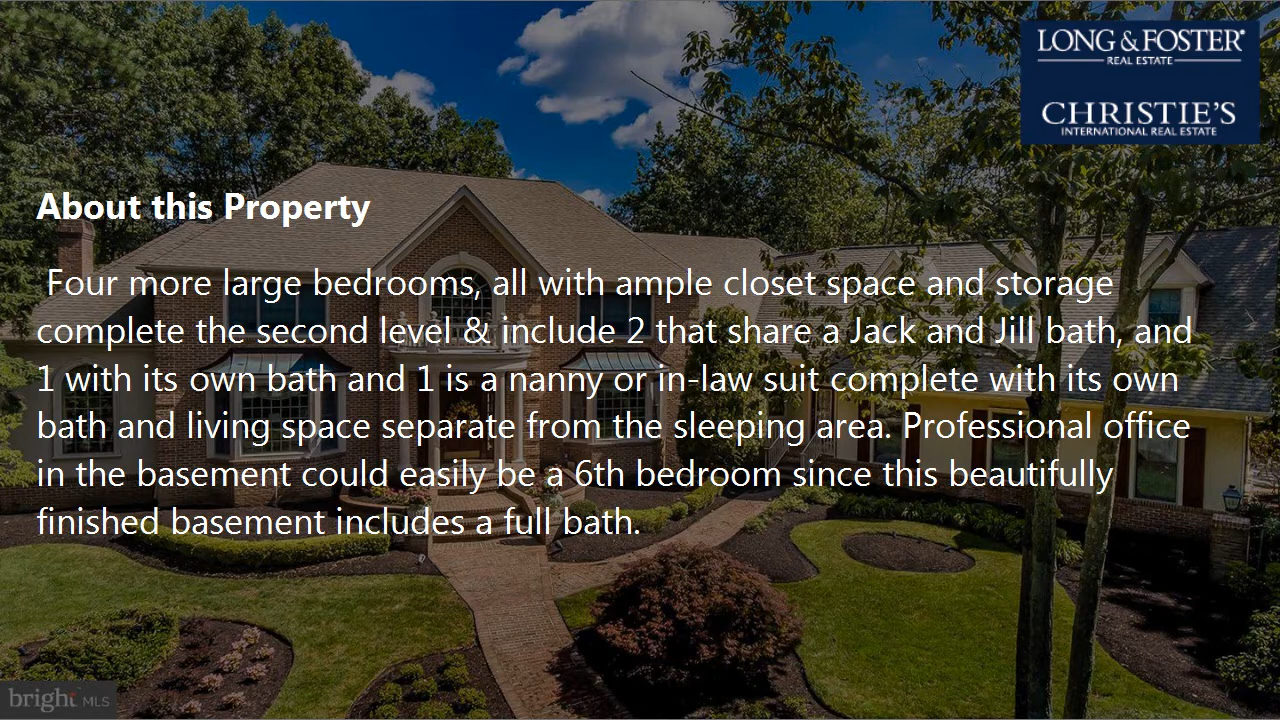 LONG & FOSTER®
REAL ESTATE
CHRISTIE'S
INTERNATIONAL REAL ESTATE
About this Property
Four more large bedrooms, all with ample closet space and storage
complete the second level & include 2 that share a Jack and Jill bath, and
1 with its own bath and 1 is a nanny or in-law suit complete with its own
bath and living space separate from the sleeping area. Professional office
in the basement could easily be a 6th bedroom since this beautifully
finished basement includes a full bath.
bright MLS